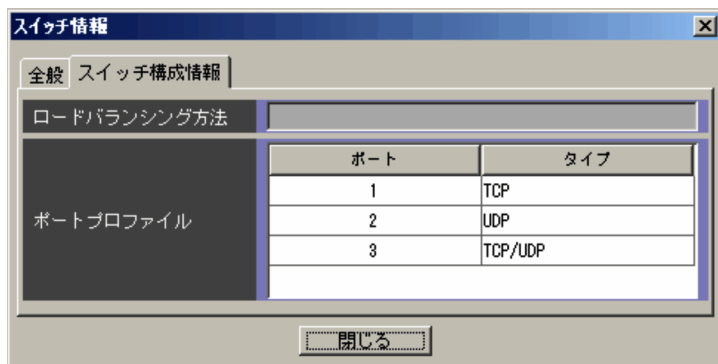 スイッチ情報
全般 スイッチ構成情報
ロードバランシング方法
ポート タイプ
ポートプロファイル
1 TCP
2 UDP
3 TCP/UDP
閉じる